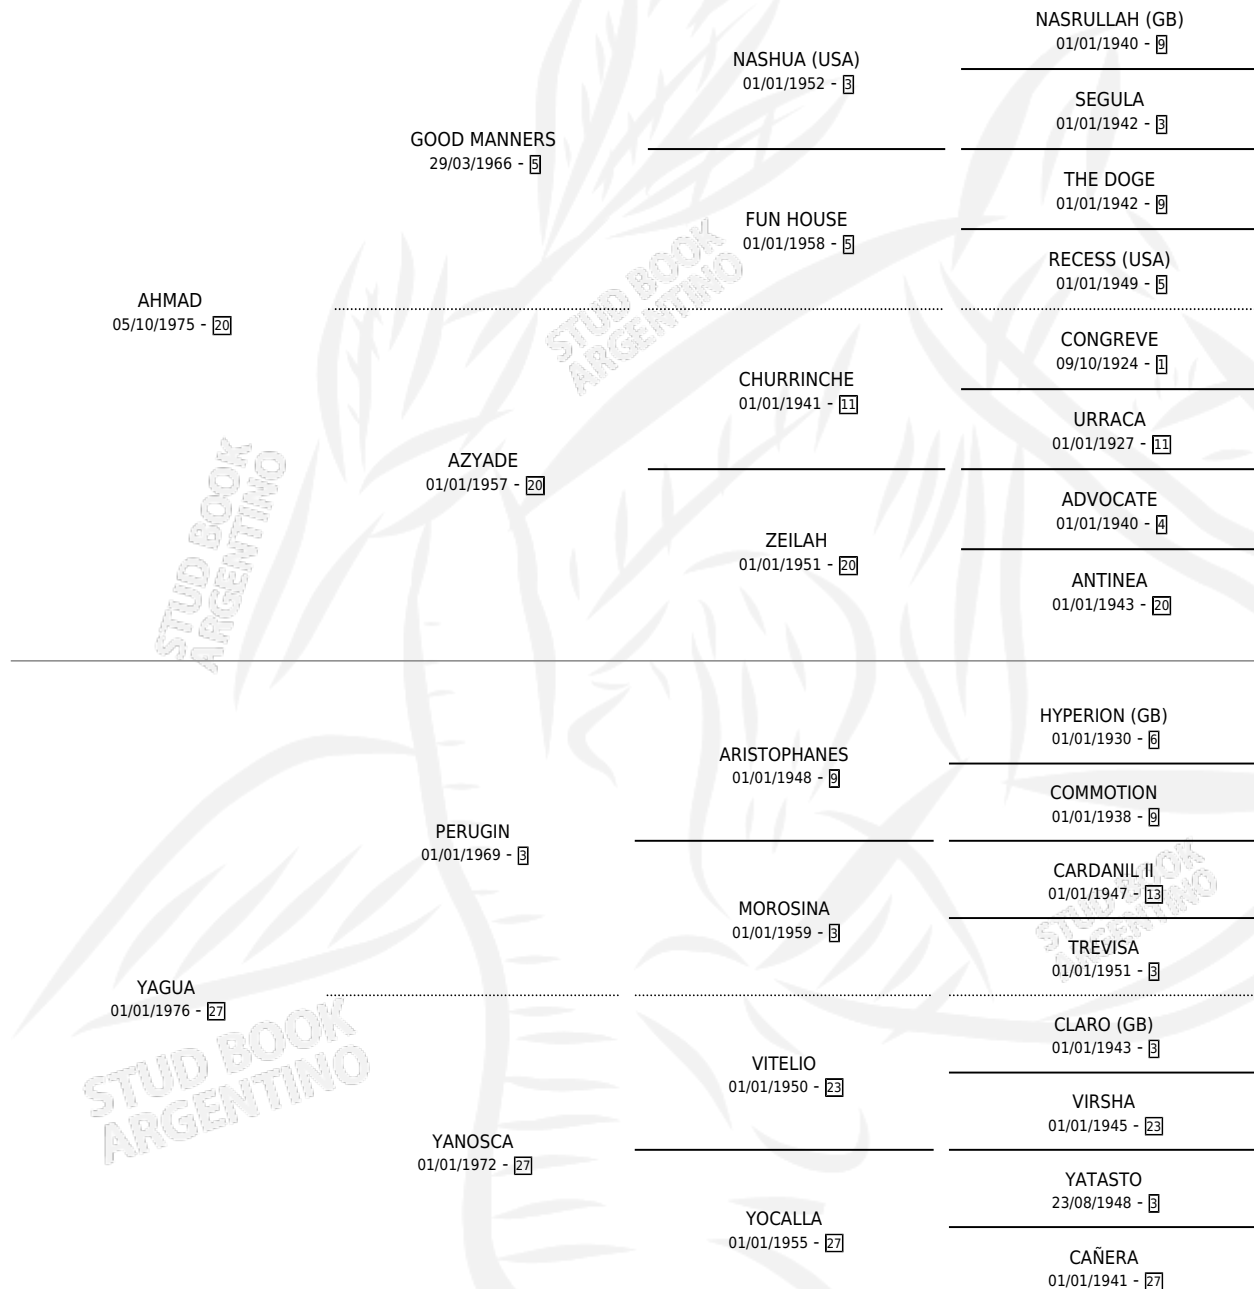 NASRULLAH (GB)
01/01/1940 - 9
NASHUA (USA)
01/01/1952 - 3
SEGULA
01/01/1942 - 3
GOOD MANNERS
29/03/1966 - 5
THE DOGE
01/01/1942 - 9
FUN HOUSE
01/01/1958 - 5
RECESS (USA)
01/01/1949 - 5
AHMAD
05/10/1975 - 20
CONGREVE
09/10/1924 - 1
CHURRINCHE
01/01/1941 - 11
URRACA
01/01/1927 - 11
AZYADE
01/01/1957 - 20
ADVOCATE
01/01/1940 - 4
ZEILAH
01/01/1951 - 20
ANTINEA
01/01/1943 - 20
HYPERION (GB)
01/01/1930 - 6
ARISTOPHANES
01/01/1948 - 9
COMMOTION
01/01/1938 - 9
PERUGIN
01/01/1969 - 3
CARDANIL II
01/01/1947 - 13
MOROSINA
01/01/1959 - 3
TREVISA
01/01/1951 - 3
YAGUA
01/01/1976 - 27
CLARO (GB)
01/01/1943 - 3
VITELIO
01/01/1950 - 23
VIRSHA
01/01/1945 - 23
YANOSCA
01/01/1972 - 27
YATASTO
23/08/1948 - 3
YOCALLA
01/01/1955 - 27
CAÑERA
01/01/1941 - 27
STUD BOOK
ARGENTINO
STUD BOOK
ARGENTINO
STUD BOOK
ARGENTINO
STUD BOOK
ARGENTINO